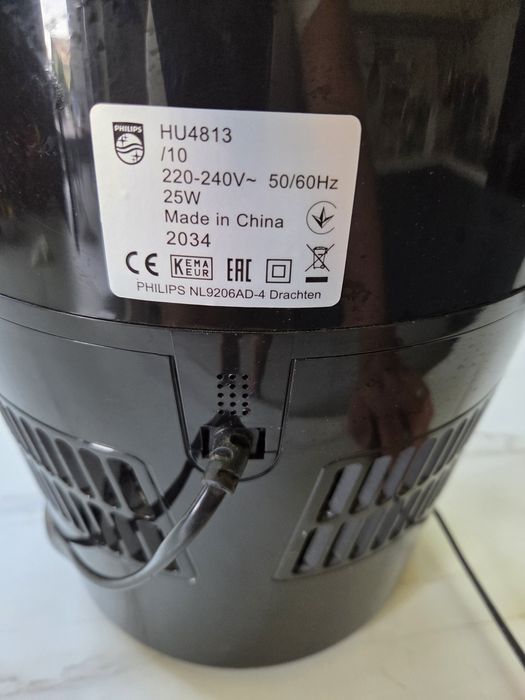 PHILIPS
HU4813
/10
220-240V~ 50/60Hz
25W
Made in China
2034
CE KEMA KEUR EAC
PHILIPS NL9206AD-4 Drachten